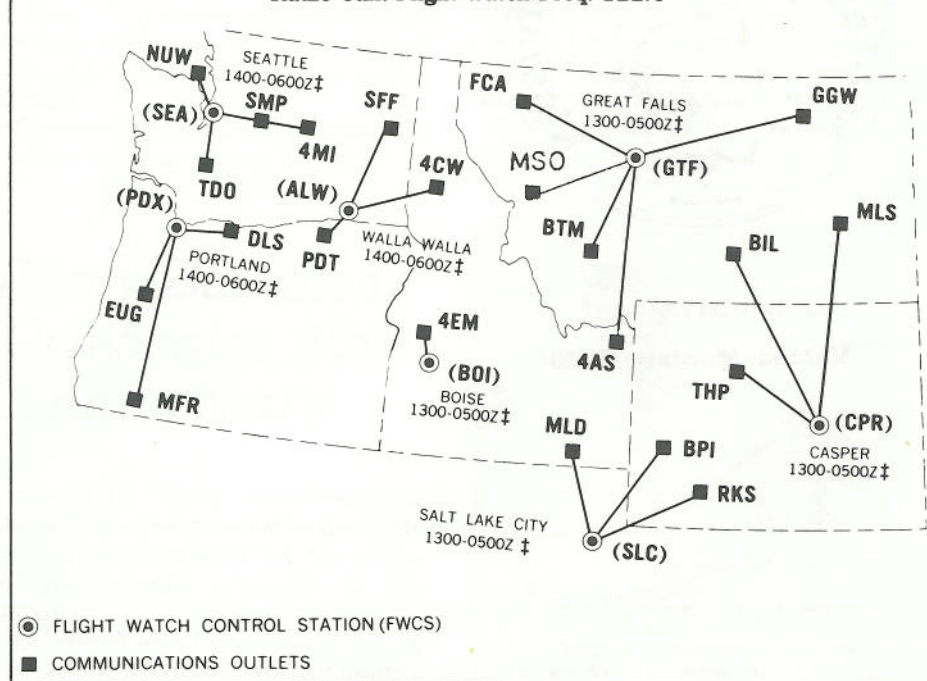 NUW
SEATTLE
1400-0600Z‡
(SEA)
SMP
4MI
TDO
SFF
(ALW)
4CW
PDT
WALLA WALLA
1400-0600Z‡
(PDX)
DLS
PORTLAND
1400-0600Z‡
EUG
MFR
FCA
GREAT FALLS
1300-0500Z‡
GGW
MSO
(GTF)
BTM
4AS
BIL
MLS
4EM
(BOI)
BOISE
1300-0500Z‡
THP
(CPR)
CASPER
1300-0500Z‡
MLD
BPI
RKS
SALT LAKE CITY
1300-0500Z ‡
(SLC)
FLIGHT WATCH CONTROL STATION (FWCS)
COMMUNICATIONS OUTLETS